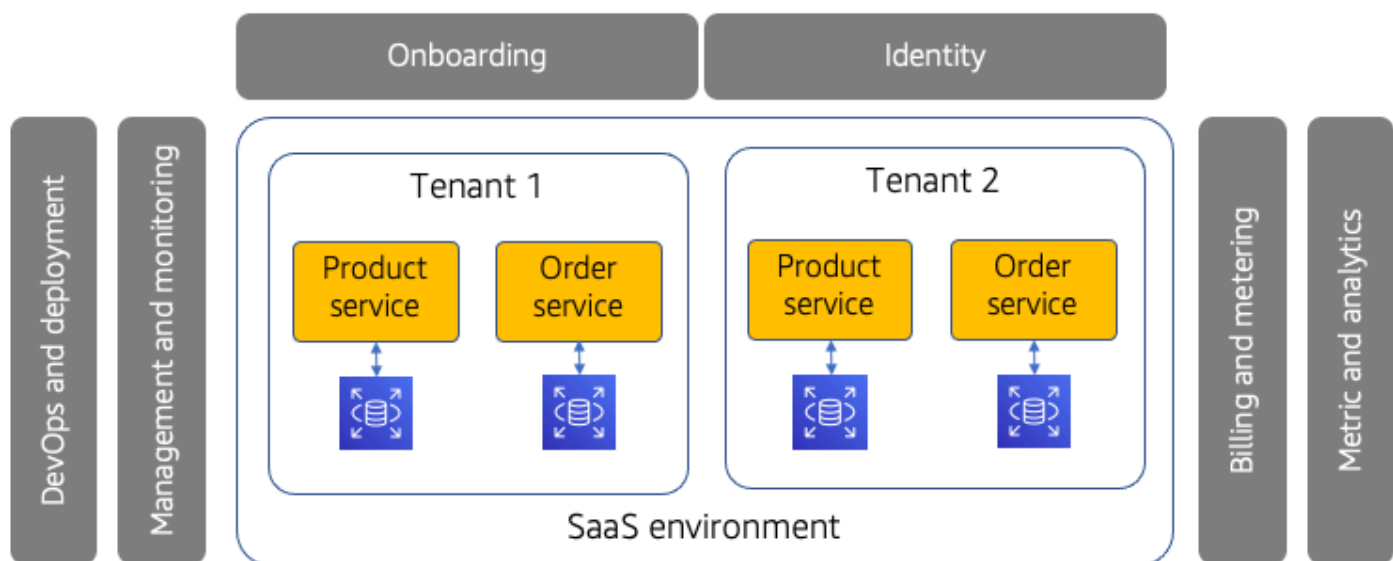 Onboarding
Identity
DevOps and deployment
Management and monitoring
Tenant 1
Product
service
Order
service
Tenant 2
Product
service
Order
service
SaaS environment
Billing and metering
Metric and analytics